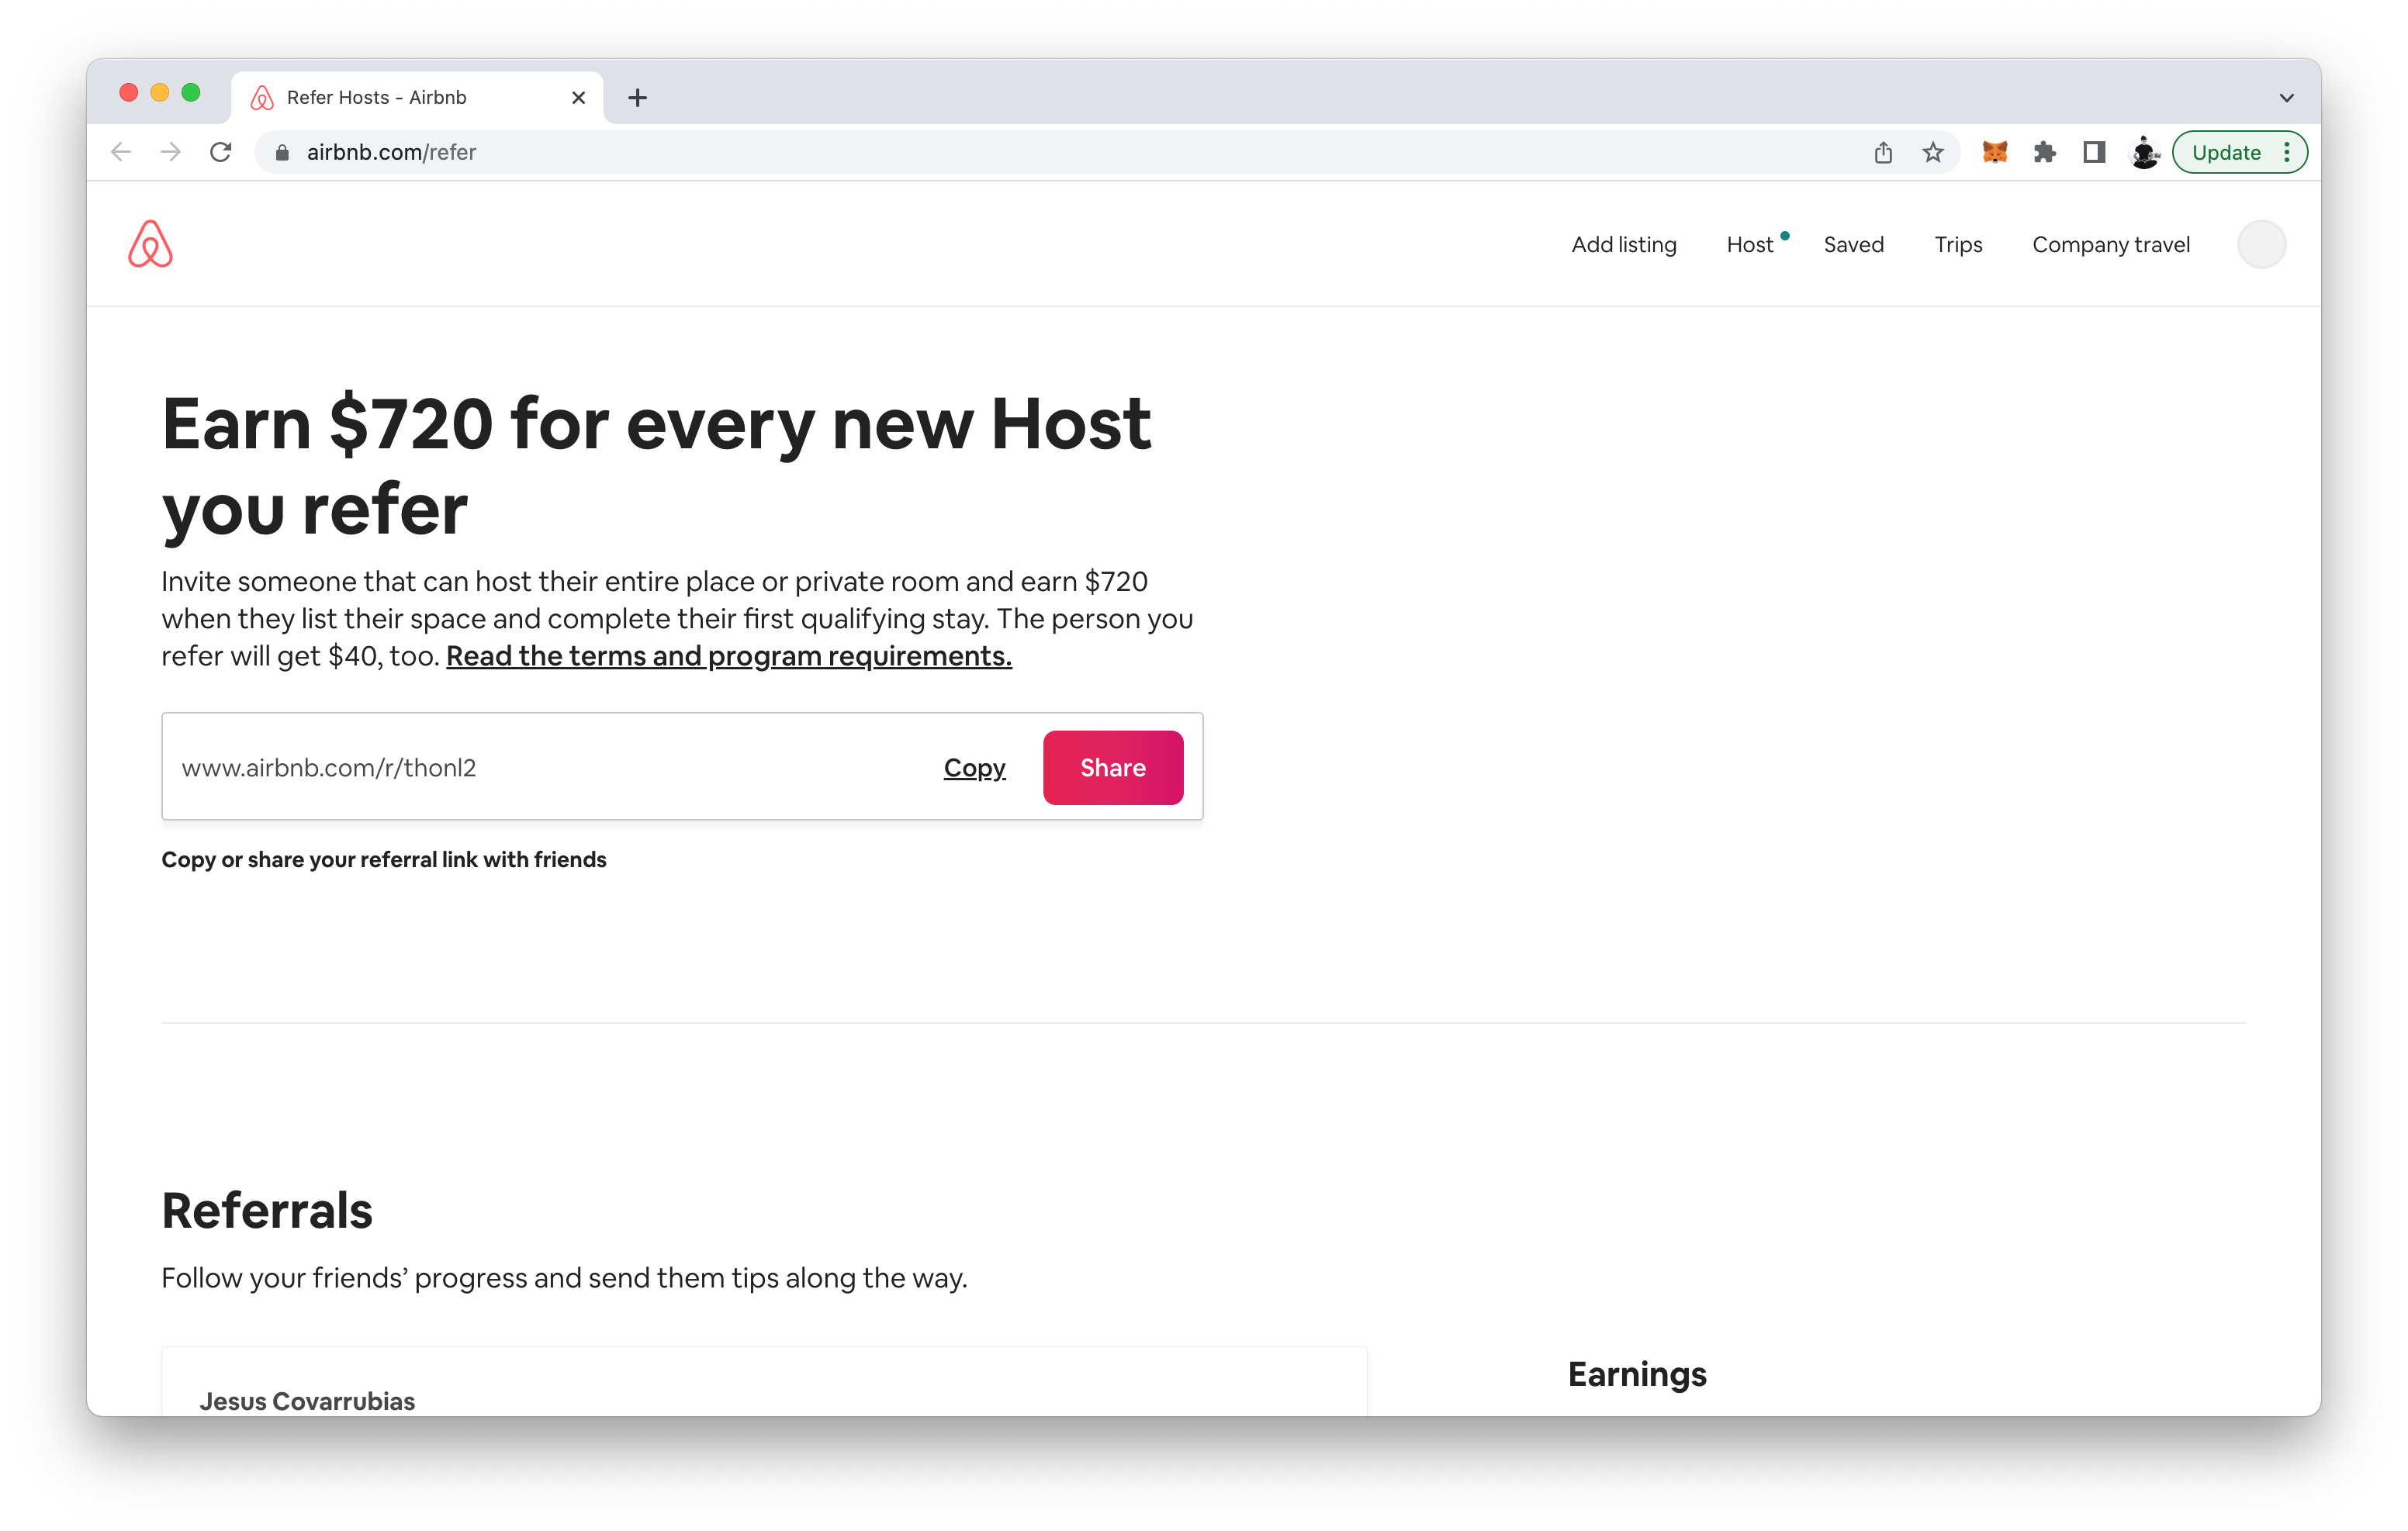 Refer Hosts - Airbnb
airbnb.com/refer
Update
Add listing Host Saved Trips Company travel
Earn $720 for every new Host
you refer
Invite someone that can host their entire place or private room and earn $720
when they list their space and complete their first qualifying stay. The person you
refer will get $40, too. Read the terms and program requirements.
www.airbnb.com/r/thonl2 Copy Share
Copy or share your referral link with friends
Referrals
Follow your friends’ progress and send them tips along the way.
Earnings
Jesus Covarrubias